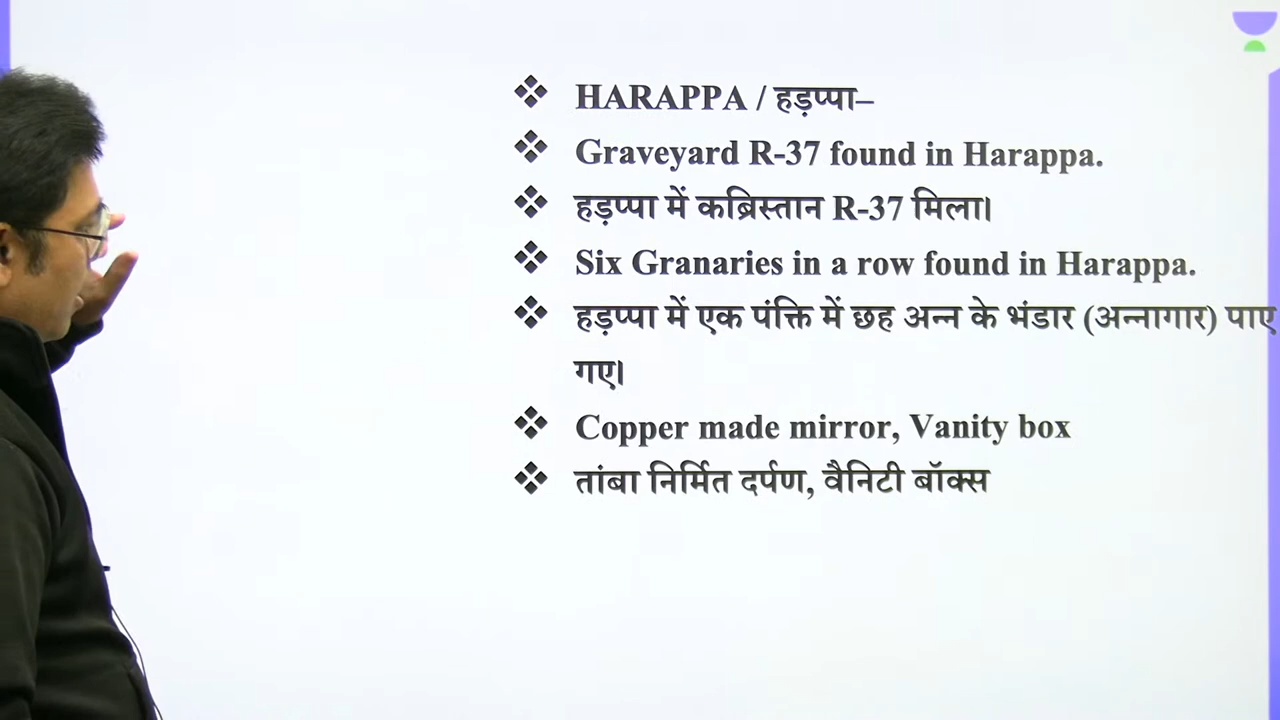 ❖ HARAPPA / हड़प्पा–
❖ Graveyard R-37 found in Harappa.
❖ हड़प्पा में कब्रिस्तान R-37 मिला।
❖ Six Granaries in a row found in Harappa.
❖ हड़प्पा में एक पंक्ति में छह अन्न के भंडार (अन्नागार) पाए
गए।
❖ Copper made mirror, Vanity box
❖ तांबा निर्मित दर्पण, वैनिटी बॉक्स